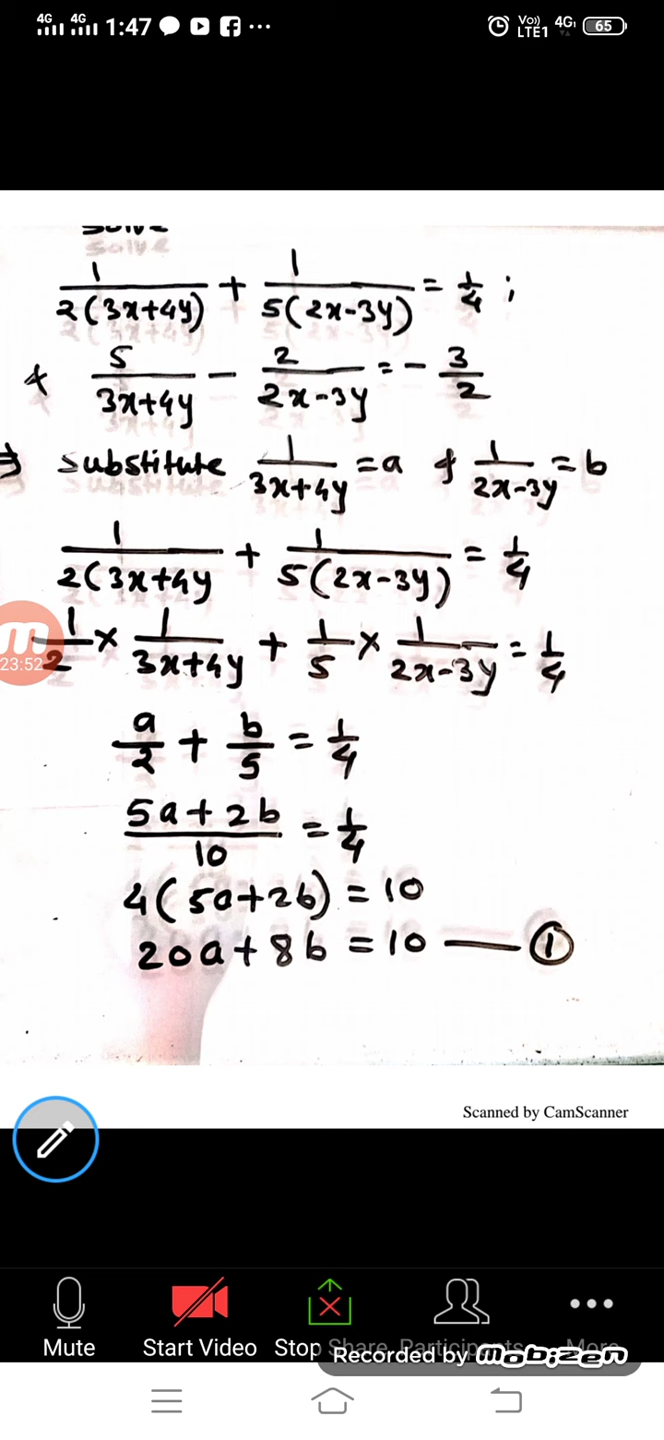 4G 4G 1:47 Vo)) LTE1 4G 65
solve
1/2(3x+4y) + 1/5(2x-3y) = 1/4 ;
& 5/3x+4y - 2/2x-3y = - 3/2
⇒ substitute 1/3x+4y = a & 1/2x-3y = b
1/2(3x+4y + 1/5(2x-3y) = 1/4
1/2 × 1/3x+4y + 1/5 × 1/2x-3y = 1/4
23:52
a/2 + b/5 = 1/4
5a+2b/10 = 1/4
4(5a+2b) = 10
20a+8b = 10 — ①
Scanned by CamScanner
Mute Start Video Stop Share Participants More
Recorded by mobizen